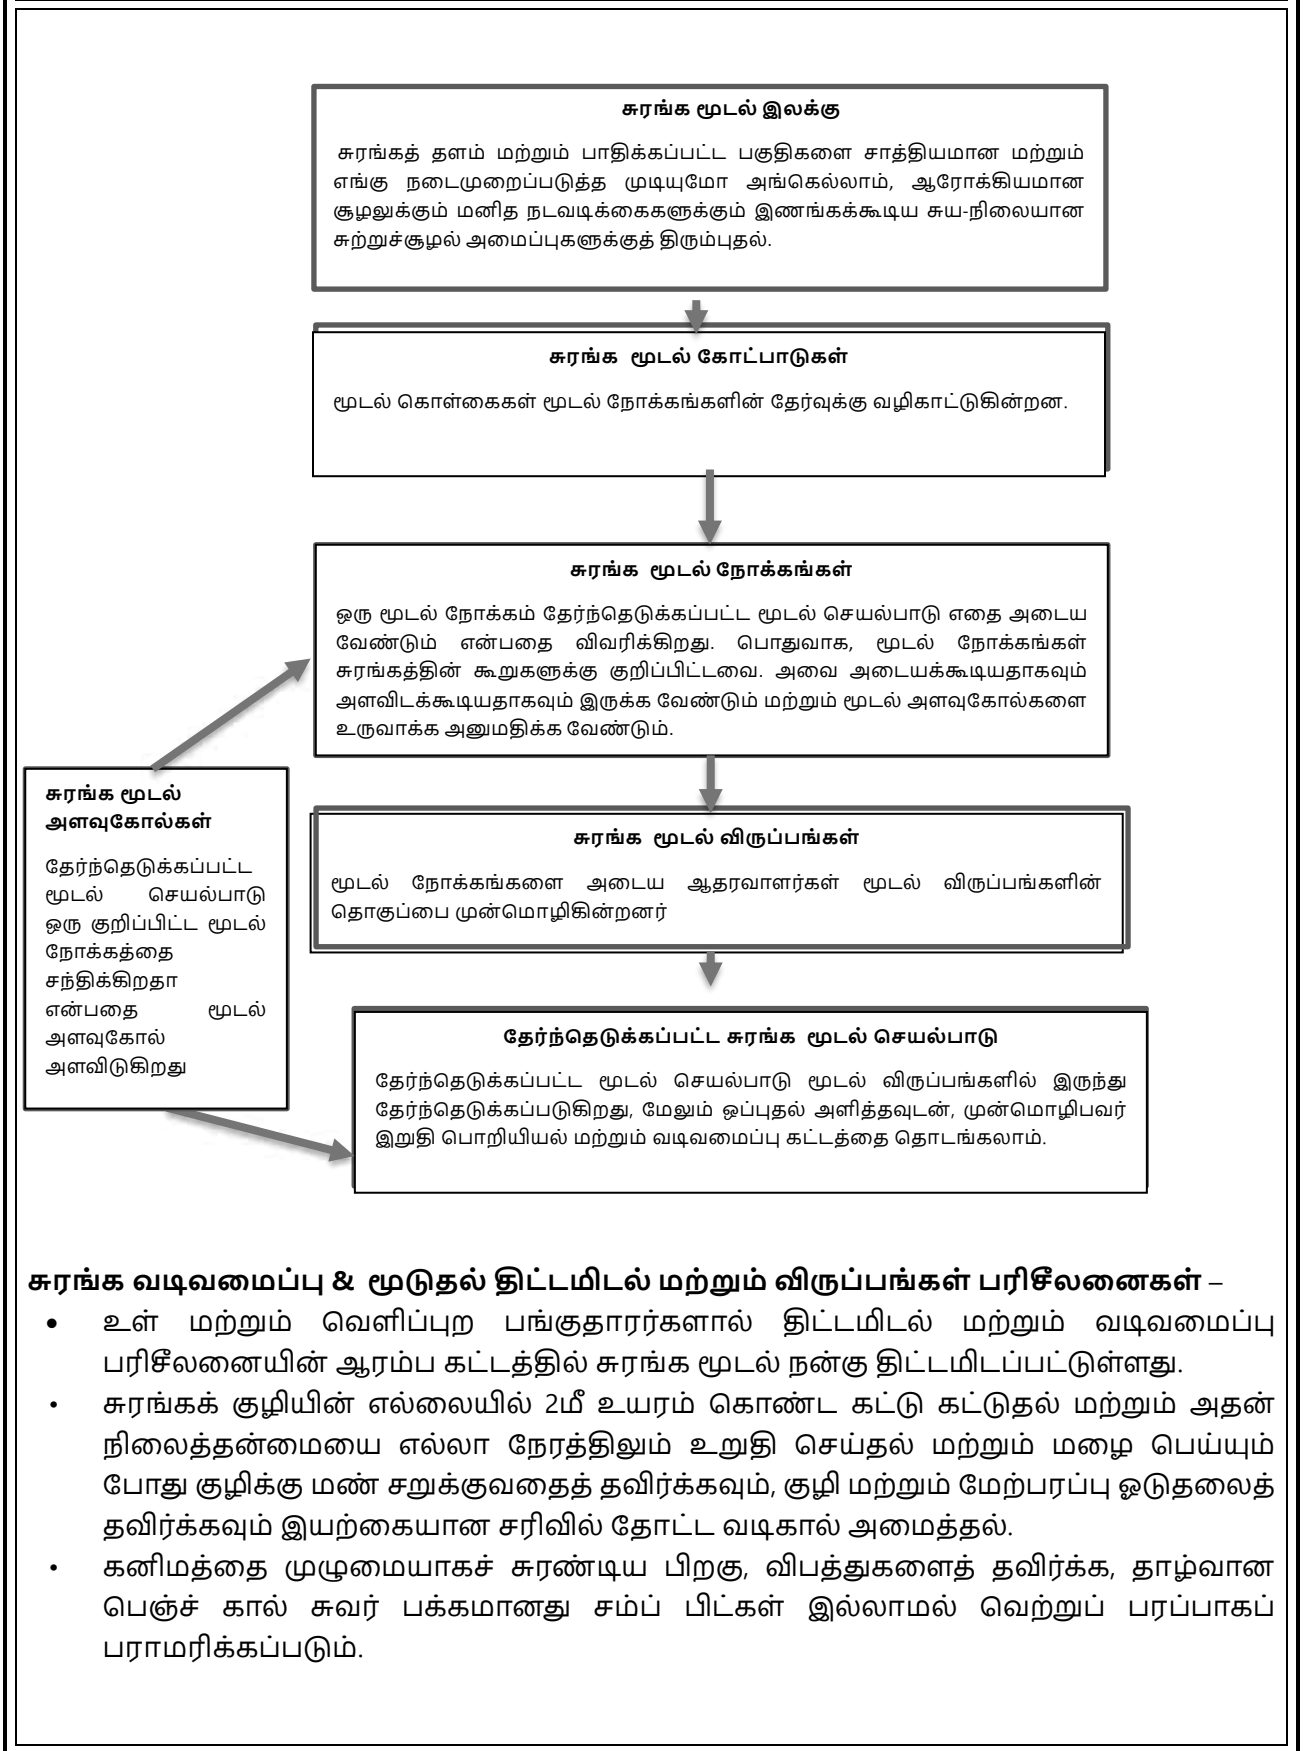 சுரங்க மூடல் இலக்கு
சுரங்கத் தளம் மற்றும் பாதிக்கப்பட்ட பகுதிகளை சாத்தியமான மற்றும்
எங்கு நடைமுறைப்படுத்த முடியுமோ அங்கெல்லாம், ஆரோக்கியமான
சூழலுக்கும் மனித நடவடிக்கைகளுக்கும் இணங்கக்கூடிய சுய-நிலையான
சுற்றுச்சூழல் அமைப்புகளுக்குத் திரும்புதல்.
சுரங்க மூடல் கோட்பாடுகள்
மூடல் கொள்கைகள் மூடல் நோக்கங்களின் தேர்வுக்கு வழிகாட்டுகின்றன.
சுரங்க மூடல் நோக்கங்கள்
ஒரு மூடல் நோக்கம் தேர்ந்தெடுக்கப்பட்ட மூடல் செயல்பாடு எதை அடைய
வேண்டும் என்பதை விவரிக்கிறது. பொதுவாக, மூடல் நோக்கங்கள்
சுரங்கத்தின் கூறுகளுக்கு குறிப்பிட்டவை. அவை அடையக்கூடியதாகவும்
அளவிடக்கூடியதாகவும் இருக்க வேண்டும் மற்றும் மூடல் அளவுகோல்களை
உருவாக்க அனுமதிக்க வேண்டும்.
சுரங்க மூடல்
அளவுகோல்கள்
தேர்ந்தெடுக்கப்பட்ட
மூடல் செயல்பாடு
ஒரு குறிப்பிட்ட மூடல்
நோக்கத்தை
சந்திக்கிறதா
என்பதை மூடல்
அளவுகோல்
அளவிடுகிறது
சுரங்க மூடல் விருப்பங்கள்
மூடல் நோக்கங்களை அடைய ஆதரவாளர்கள் மூடல் விருப்பங்களின்
தொகுப்பை முன்மொழிகின்றனர்
தேர்ந்தெடுக்கப்பட்ட சுரங்க மூடல் செயல்பாடு
தேர்ந்தெடுக்கப்பட்ட மூடல் செயல்பாடு மூடல் விருப்பங்களில் இருந்து
தேர்ந்தெடுக்கப்படுகிறது, மேலும் ஒப்புதல் அளித்தவுடன், முன்மொழிபவர்
இறுதி பொறியியல் மற்றும் வடிவமைப்பு கட்டத்தை தொடங்கலாம்.
சுரங்க வடிவமைப்பு & மூடுதல் திட்டமிடல் மற்றும் விருப்பங்கள் பரிசீலனைகள் –
• உள் மற்றும் வெளிப்புற பங்குதாரர்களால் திட்டமிடல் மற்றும் வடிவமைப்பு
பரிசீலனையின் ஆரம்ப கட்டத்தில் சுரங்க மூடல் நன்கு திட்டமிடப்பட்டுள்ளது.
• சுரங்கக் குழியின் எல்லையில் 2மீ உயரம் கொண்ட கட்டு கட்டுதல் மற்றும் அதன்
நிலைத்தன்மையை எல்லா நேரத்திலும் உறுதி செய்தல் மற்றும் மழை பெய்யும்
போது குழிக்கு மண் சறுக்குவதைத் தவிர்க்கவும், குழி மற்றும் மேற்பரப்பு ஓடுதலைத்
தவிர்க்கவும் இயற்கையான சரிவில் தோட்ட வடிகால் அமைத்தல்.
• கனிமத்தை முழுமையாகச் சுரண்டிய பிறகு, விபத்துகளைத் தவிர்க்க, தாழ்வான
பெஞ்ச் கால் சுவர் பக்கமானது சம்ப் பிட்கள் இல்லாமல் வெற்றுப் பரப்பாகப்
பராமரிக்கப்படும்.